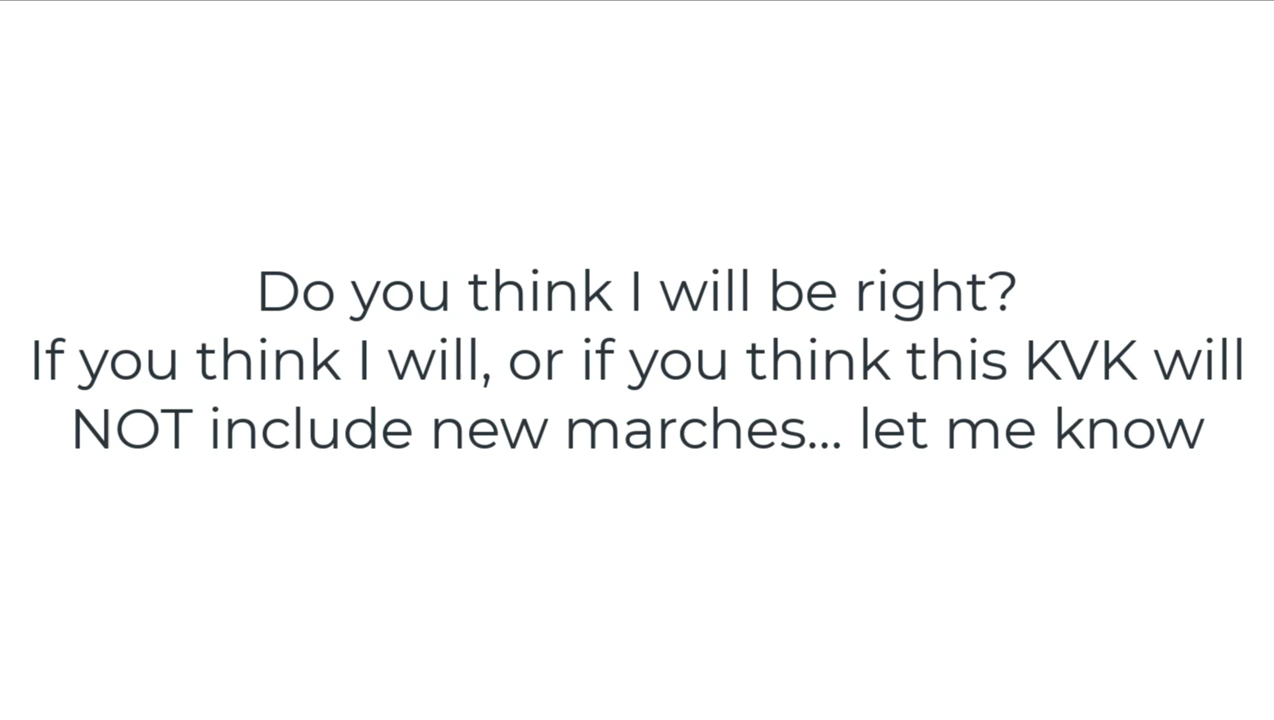 Do you think I will be right?
If you think I will, or if you think this KVK will
NOT include new marches... let me know